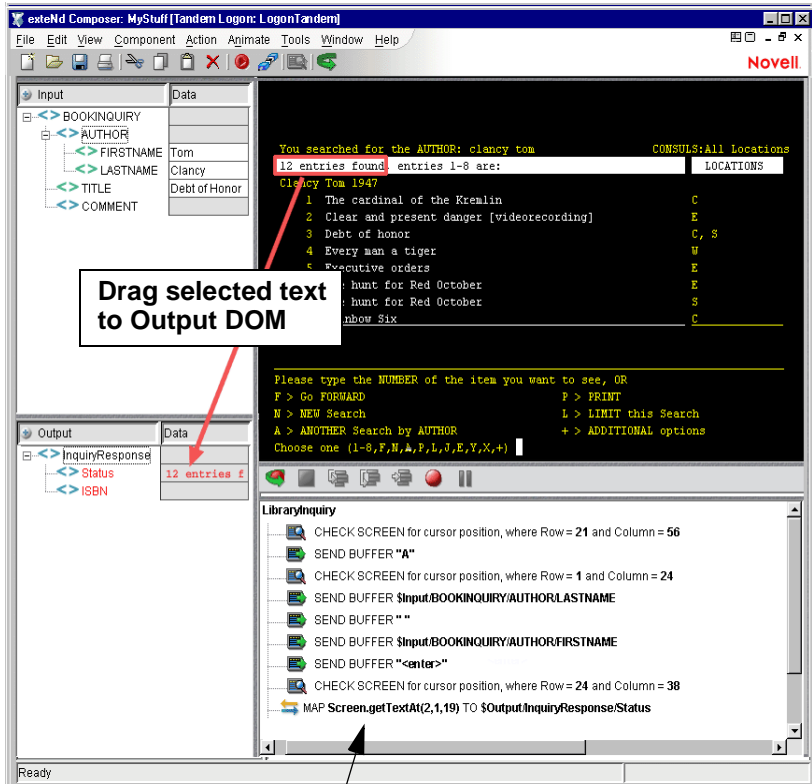 exteNd Composer: MyStuff [Tandem Logon: LogonTandem]
File Edit View Component Action Animate Tools Window Help
Novell.
Input Data
BOOKINQUIRY
AUTHOR
FIRSTNAME Tom
LASTNAME Clancy
TITLE Debt of Honor
COMMENT
You searched for the AUTHOR: clancy tom CONSULS:All Locations
12 entries found, entries 1-8 are: LOCATIONS
Clancy Tom 1947
1 The cardinal of the Kremlin C
2 Clear and present danger [videorecording] E
3 Debt of honor C, S
4 Every man a tiger W
5 Executive orders E
hunt for Red October E
hunt for Red October S
Six C
Drag selected text
to Output DOM
Please type the NUMBER of the item you want to see, OR
F > Go FORWARD P > PRINT
N > NEW Search L > LIMIT this Search
A > ANOTHER Search by AUTHOR + > ADDITIONAL options
Choose one (1-8,F,N,A,P,L,J,E,Y,X,+)
Output Data
InquiryResponse
Status 12 entries f
ISBN
LibraryInquiry
CHECK SCREEN for cursor position, where Row = 21 and Column = 56
SEND BUFFER "A"
CHECK SCREEN for cursor position, where Row = 1 and Column = 24
SEND BUFFER $Input/BOOKINQUIRY/AUTHOR/LASTNAME
SEND BUFFER " "
SEND BUFFER $Input/BOOKINQUIRY/AUTHOR/FIRSTNAME
SEND BUFFER "<enter>"
CHECK SCREEN for cursor position, where Row = 24 and Column = 38
MAP Screen.getTextAt(2,1,19) TO $Output/InquiryResponse/Status
Ready